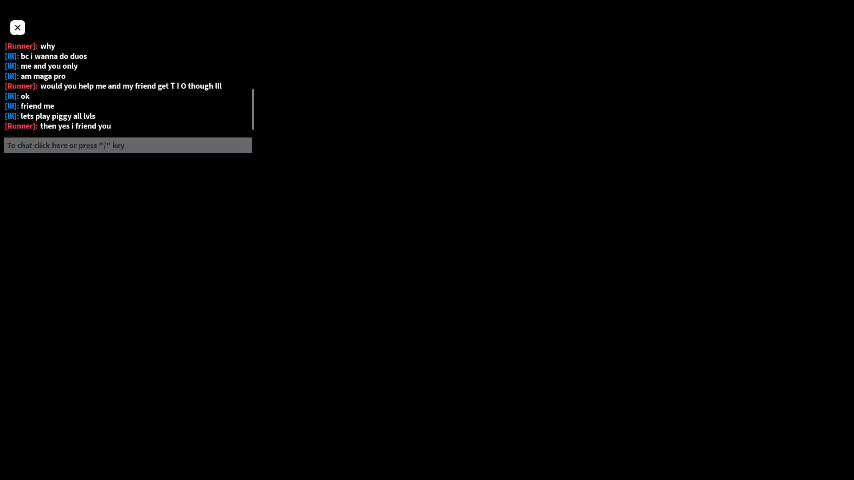 [Runner]: why
[lll]: bc i wanna do duos
[lll]: me and you only
[lll]: am maga pro
[Runner]: would you help me and my friend get T I O though lll
[lll]: ok
[lll]: friend me
[lll]: lets play piggy all lvls
[Runner]: then yes i friend you
To chat click here or press "/" key